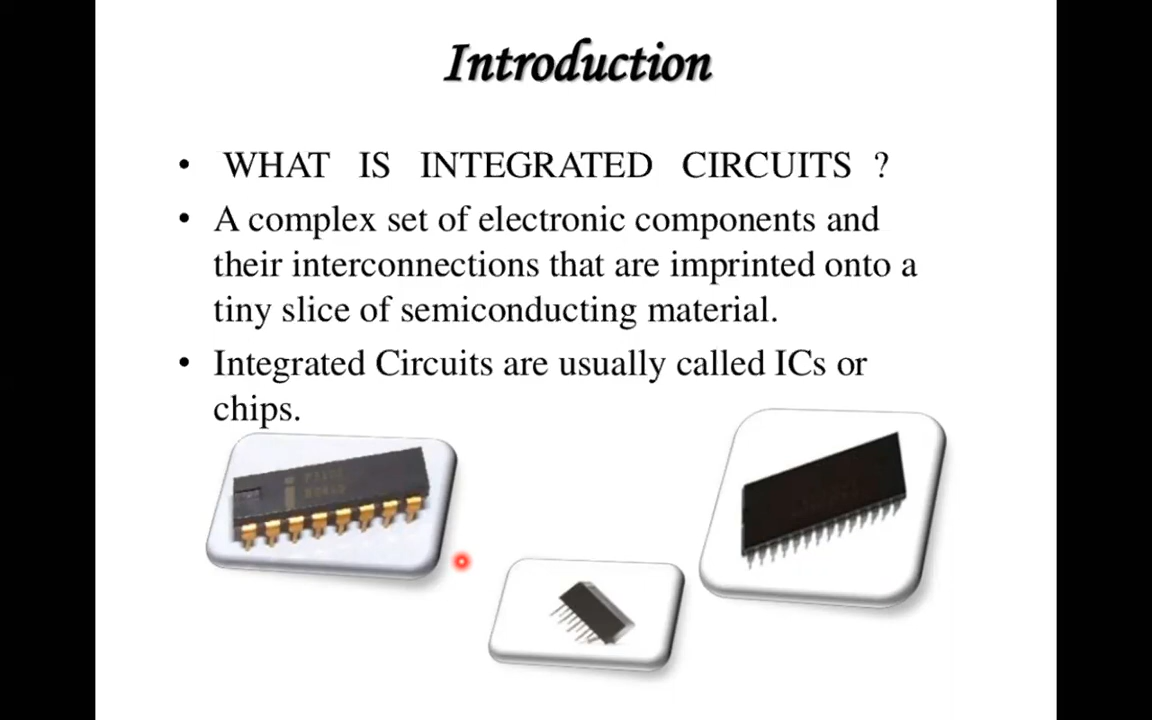 Introduction
• WHAT IS INTEGRATED CIRCUITS ?
• A complex set of electronic components and
their interconnections that are imprinted onto a
tiny slice of semiconducting material.
• Integrated Circuits are usually called ICs or
chips.